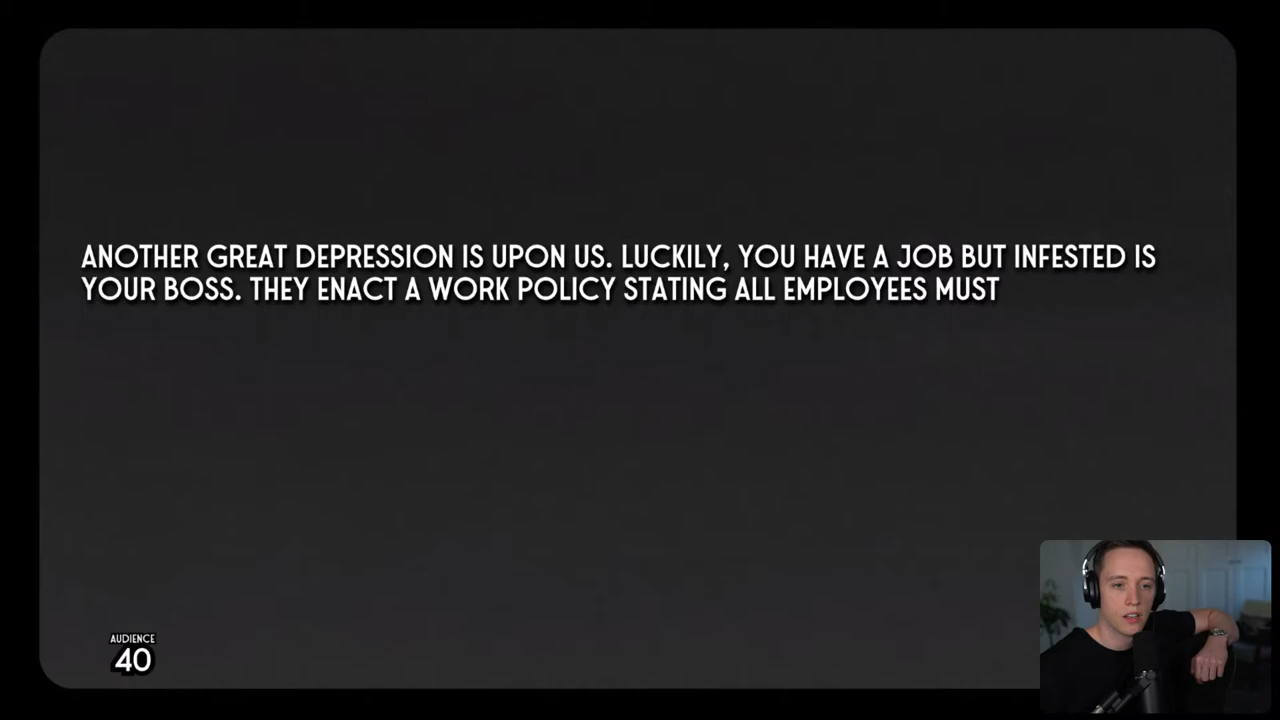 ANOTHER GREAT DEPRESSION IS UPON US. LUCKILY, YOU HAVE A JOB BUT INFESTED IS
YOUR BOSS. THEY ENACT A WORK POLICY STATING ALL EMPLOYEES MUST
AUDIENCE
40